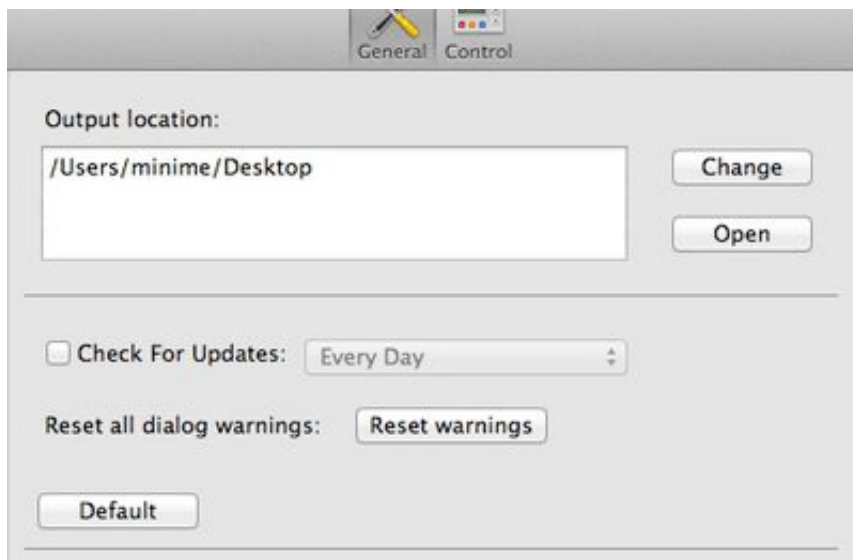 General Control
Output location:
/Users/minime/Desktop
Change
Open
Check For Updates: Every Day
Reset all dialog warnings: Reset warnings
Default